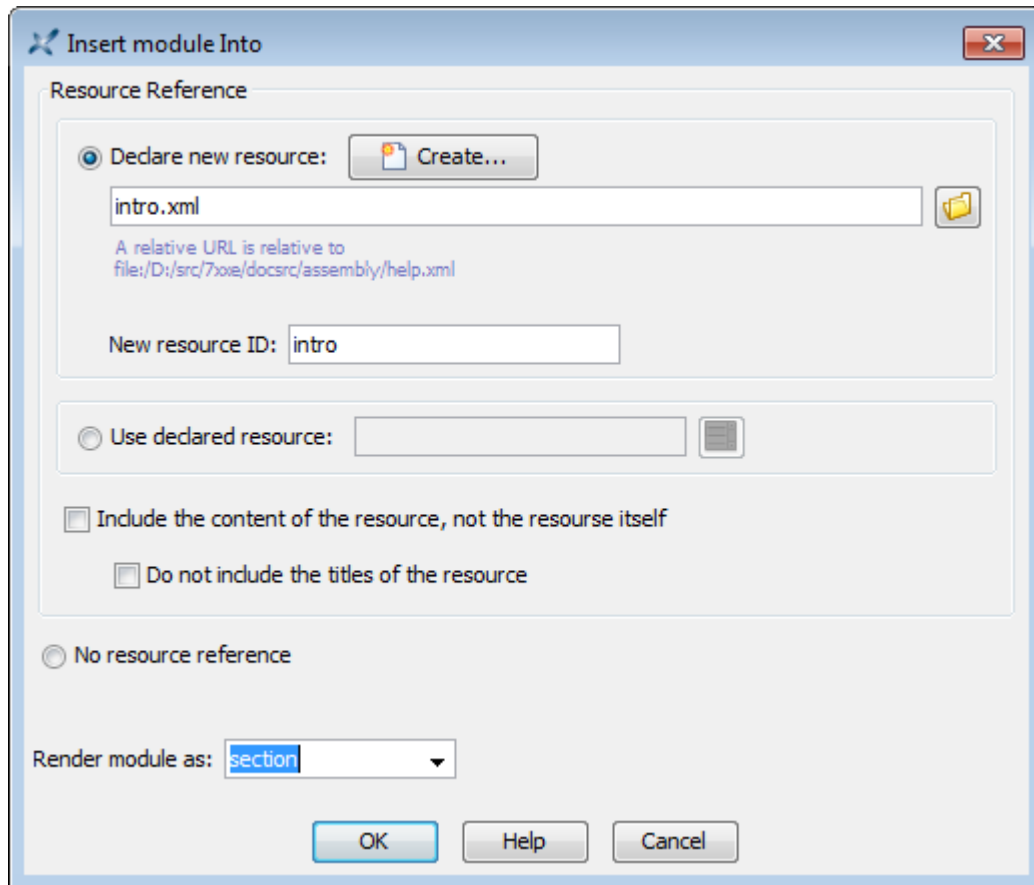 Insert module Into
Resource Reference
Declare new resource: Create...
intro.xml
A relative URL is relative to
file:/D:/src/7xxe/docsrc/assembly/help.xml
New resource ID: intro
Use declared resource:
Include the content of the resource, not the resourse itself
Do not include the titles of the resource
No resource reference
Render module as: section
OK Help Cancel